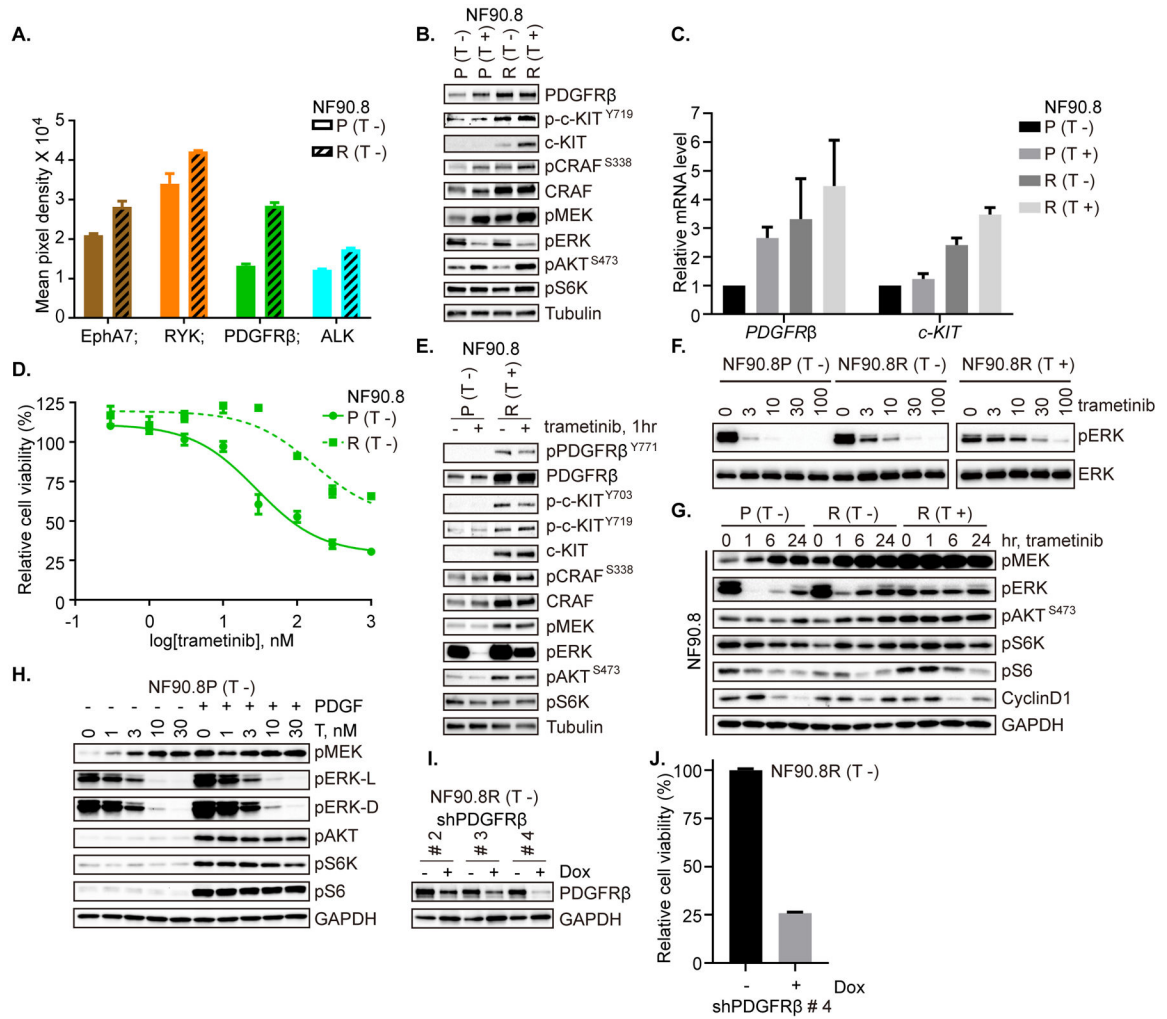 A.
NF90.8
P (T -)
R (T -)
Mean pixel density X 10⁴
5
4
3
2
1
0
EphA7; RYK; PDGFRβ; ALK
B.
NF90.8
P (T -)
P (T +)
R (T -)
R (T +)
PDGFRβ
p-c-KIT Y719
c-KIT
pCRAF S338
CRAF
pMEK
pERK
pAKT S473
pS6K
Tubulin
C.
NF90.8
P (T -)
P (T +)
R (T -)
R (T +)
Relative mRNA level
7
6
5
4
3
2
1
0
PDGFRβ c-KIT
D.
NF90.8
P (T -)
R (T -)
Relative cell viability (%)
125
100
75
50
25
0
-1 0 1 2 3
log[trametinib], nM
E.
NF90.8
P (T -)
R (T +)
- + - + trametinib, 1hr
pPDGFRβ Y771
PDGFRβ
p-c-KIT Y703
p-c-KIT Y719
c-KIT
pCRAF S338
CRAF
pMEK
pERK
pAKT S473
pS6K
Tubulin
F.
NF90.8P (T -) NF90.8R (T -) NF90.8R (T +)
0 3 10 30 100 0 3 10 30 100 0 3 10 30 100
trametinib
pERK
ERK
G.
P (T -) R (T -) R (T +)
0 1 6 24 0 1 6 24 0 1 6 24 hr, trametinib
NF90.8
pMEK
pERK
pAKT S473
pS6K
pS6
CyclinD1
GAPDH
H.
NF90.8P (T -)
- - - - - + + + + + PDGF
0 1 3 10 30 0 1 3 10 30 T, nM
pMEK
pERK-L
pERK-D
pAKT
pS6K
pS6
GAPDH
I.
NF90.8R (T -)
shPDGFRβ
# 2 # 3 # 4
Dox
- + - + - +
PDGFRβ
GAPDH
J.
NF90.8R (T -)
Relative cell viability (%)
100
75
50
25
0
- + Dox
shPDGFRβ # 4